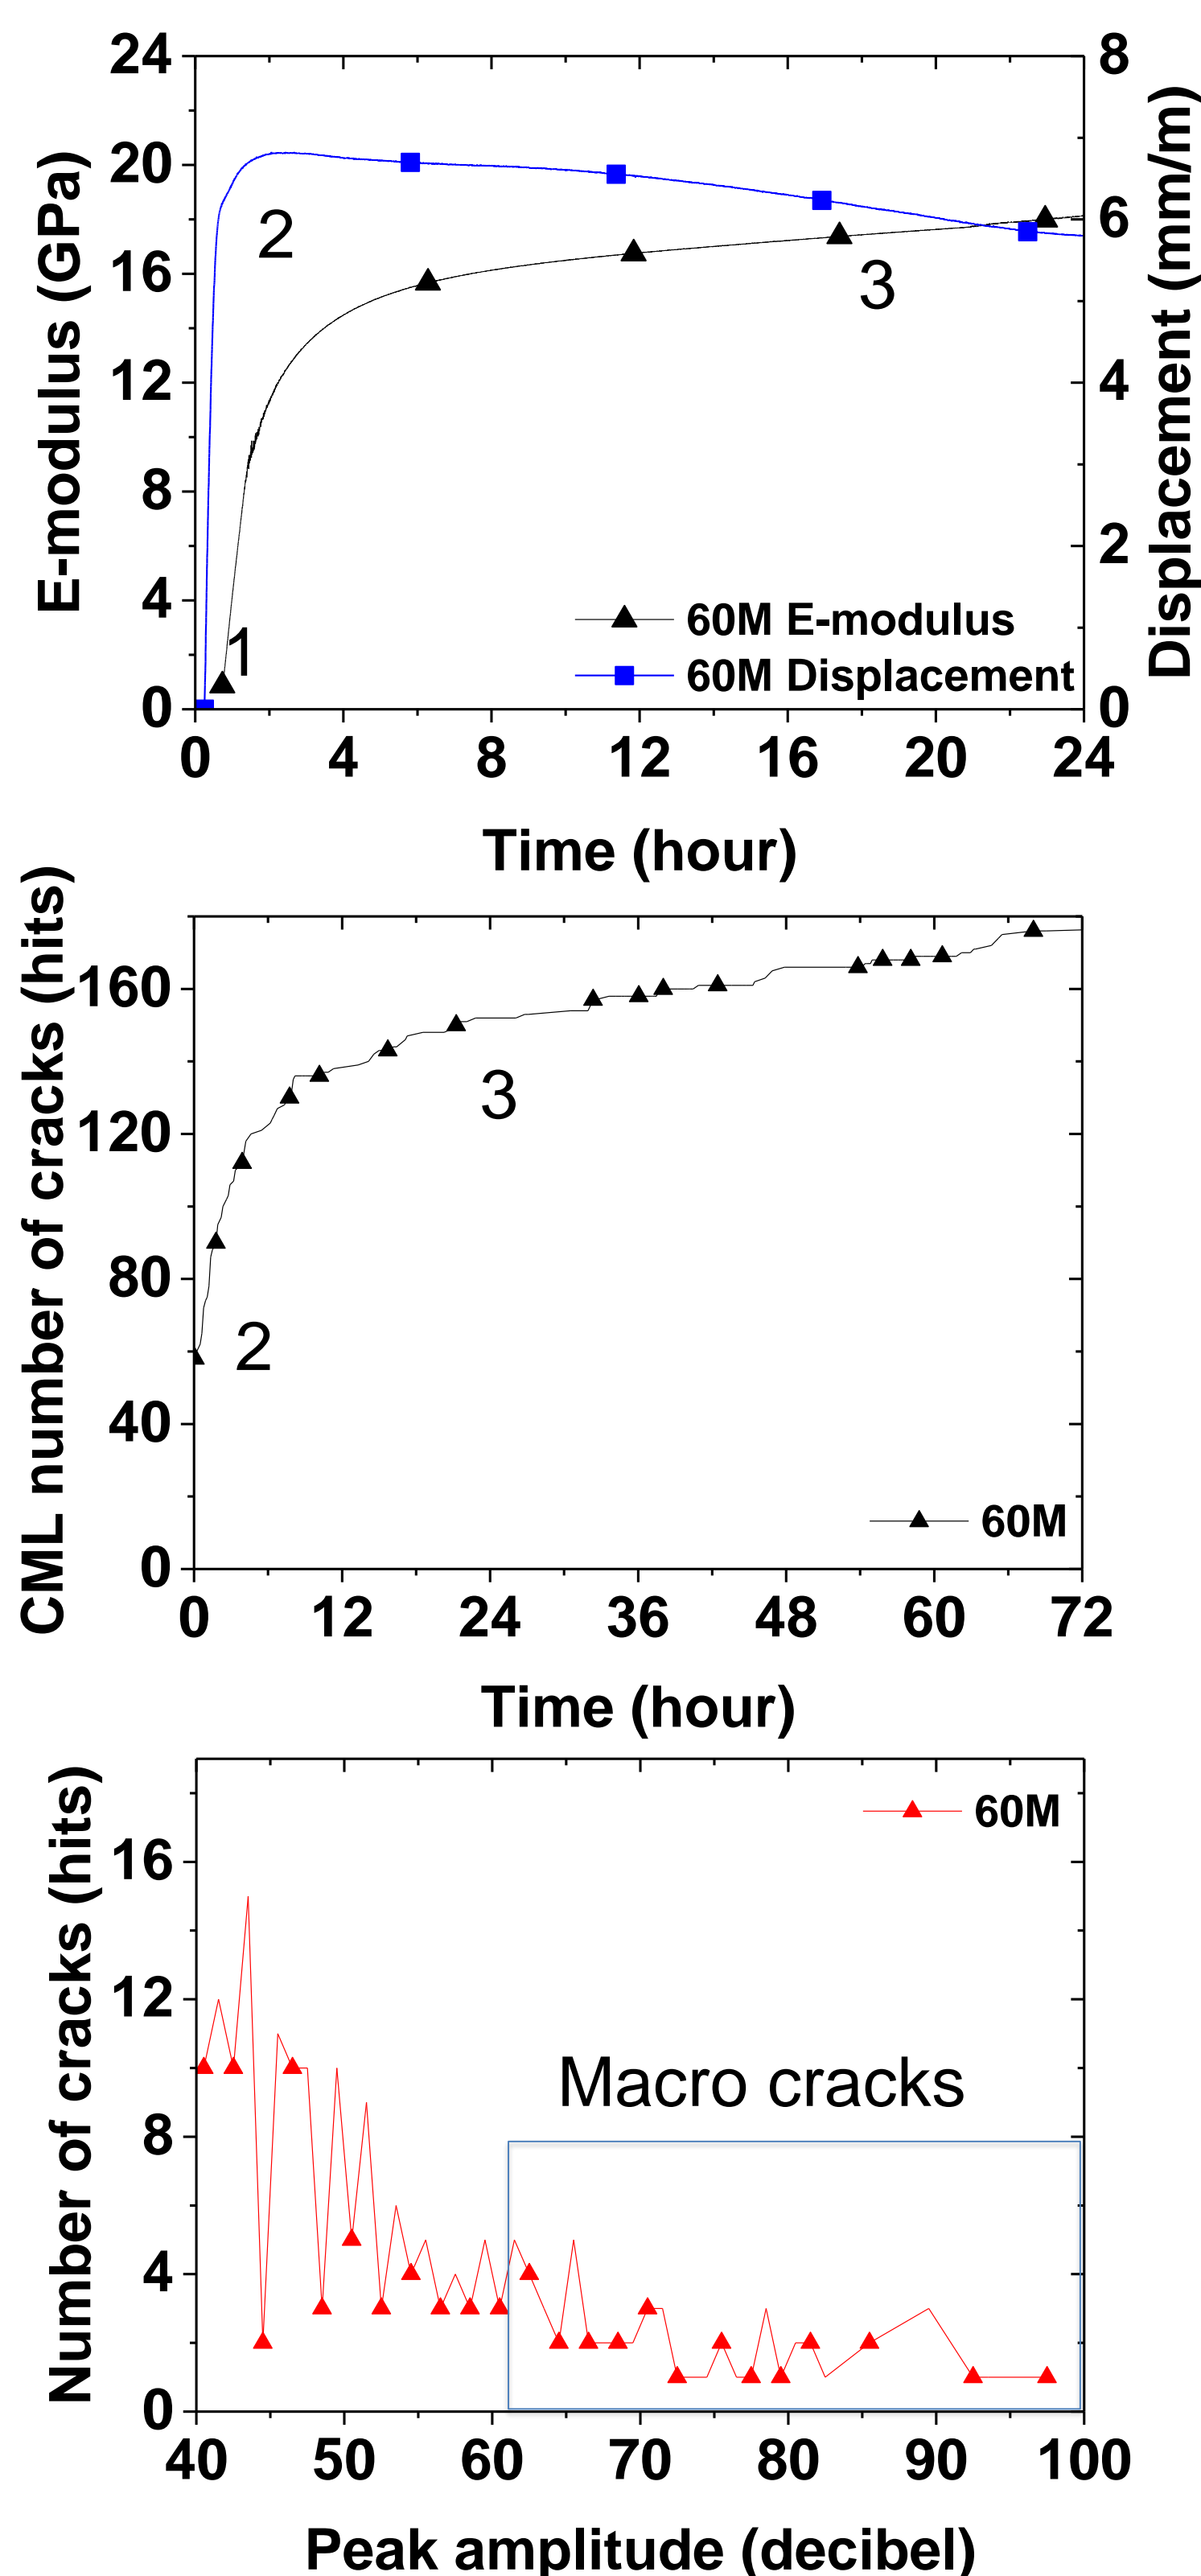 24
20
16
12
8
4
0
E-modulus (GPa)
8
6
4
2
0
Displacement (mm/m)
2
3
1
60M E-modulus
60M Displacement
0 4 8 12 16 20 24
Time (hour)
CML number of cracks (hits)
160
120
80
40
0
3
2
60M
0 12 24 36 48 60 72
Time (hour)
Number of cracks (hits)
16
12
8
4
0
60M
Macro cracks
40 50 60 70 80 90 100
Peak amplitude (decibel)